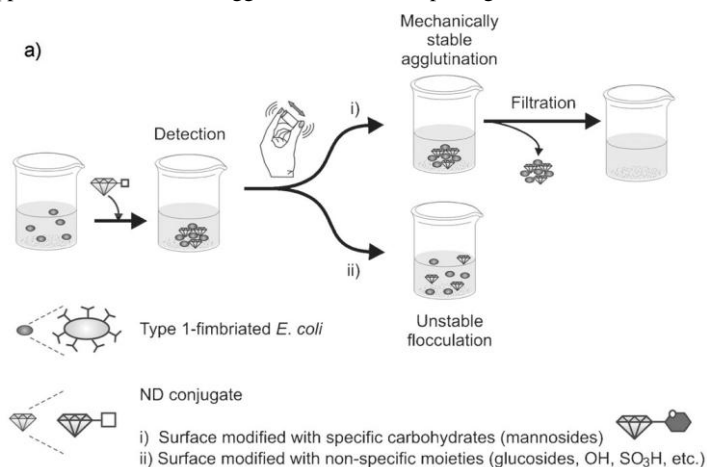 a)
Detection
i)
Mechanically
stable
agglutination
Filtration
ii)
Unstable
flocculation
Type 1-fimbriated E. coli
ND conjugate
i) Surface modified with specific carbohydrates (mannosides)
ii) Surface modified with non-specific moieties (glucosides, OH, SO₃H, etc.)